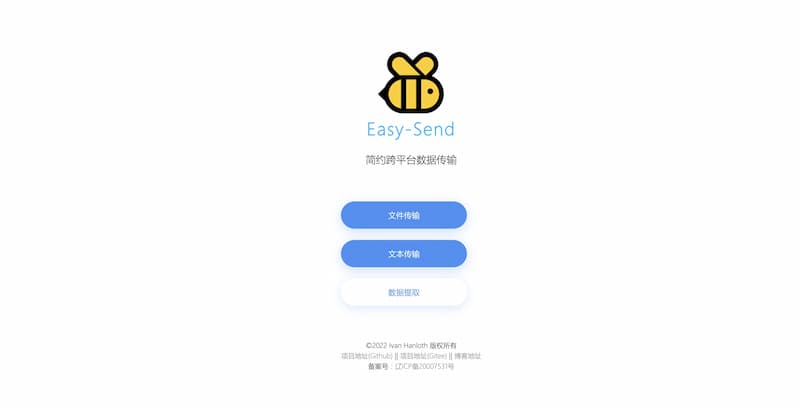 Easy-Send
简约跨平台数据传输
文件传输
文本传输
数据提取
©2022 Ivan Hanloth 版权所有
项目地址(Github) || 项目地址(Gitee) || 博客地址
备案号：辽ICP备20007531号